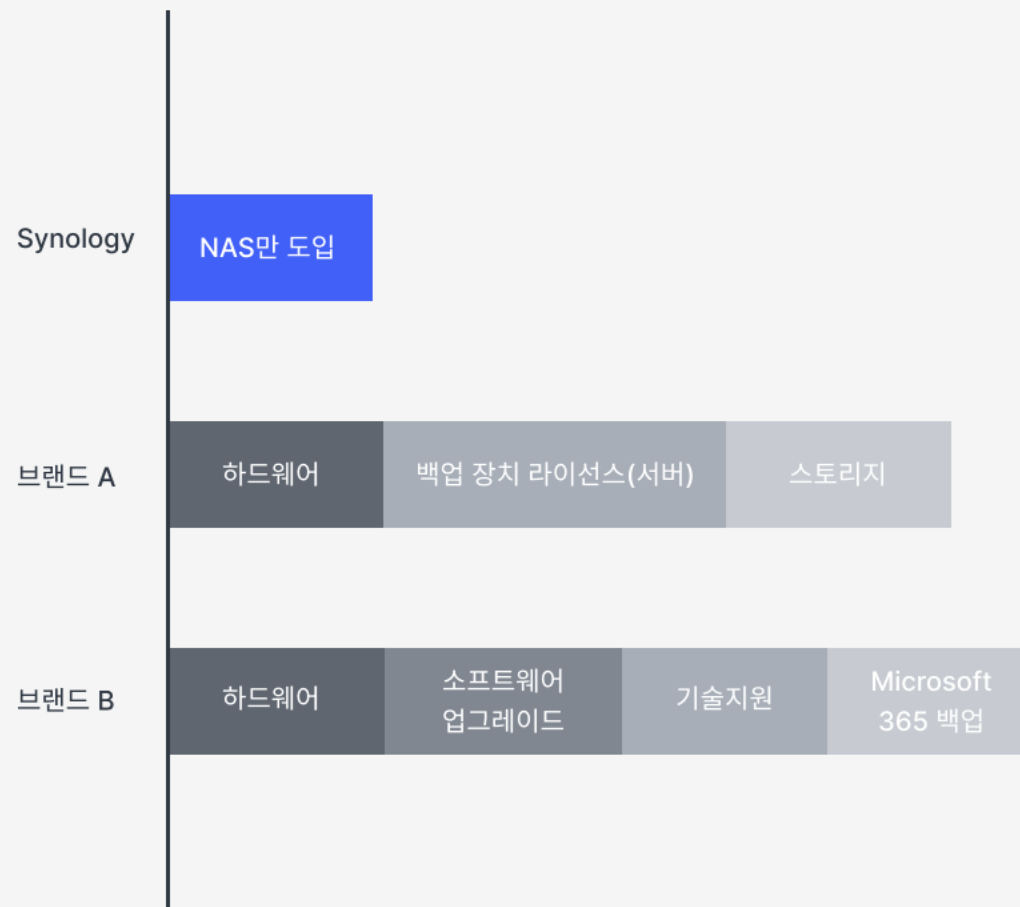 Synology
NAS만 도입
브랜드 A
하드웨어
백업 장치 라이선스(서버)
스토리지
브랜드 B
하드웨어
소프트웨어
업그레이드
기술지원
Microsoft
365 백업